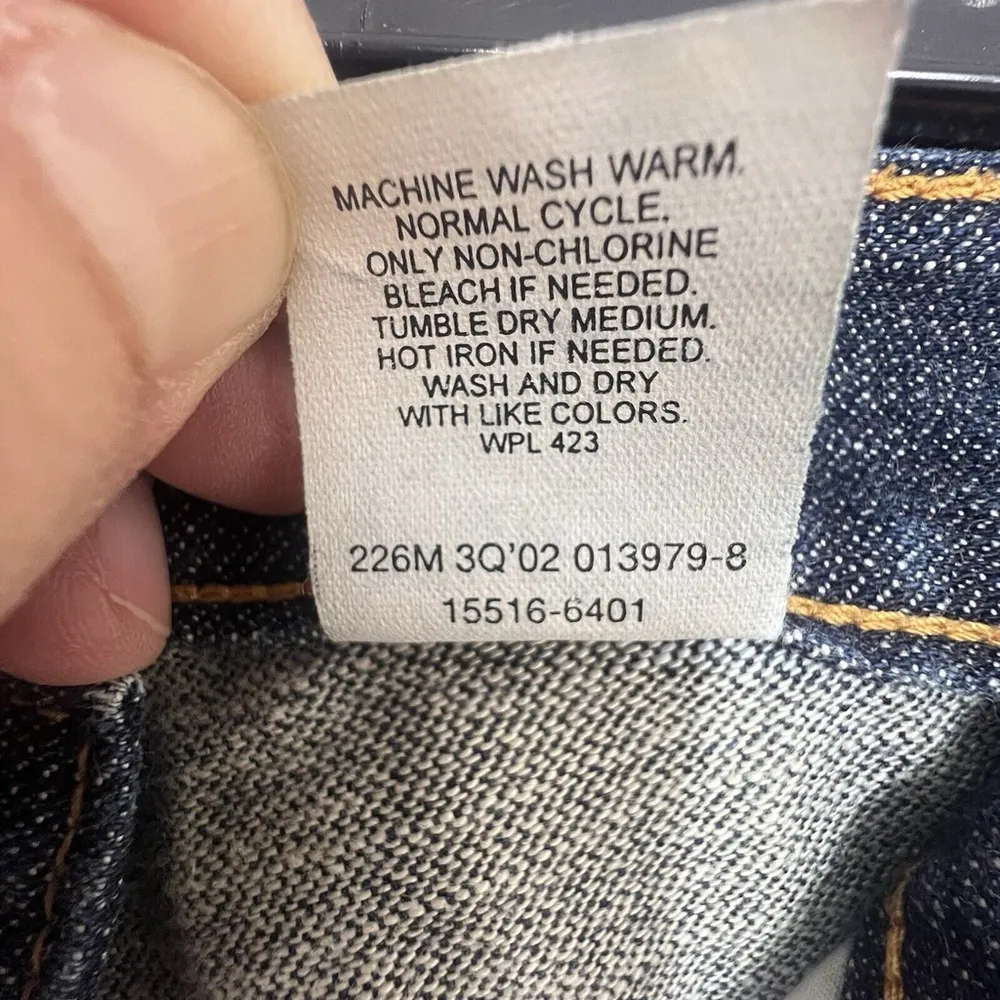 MACHINE WASH WARM.
NORMAL CYCLE.
ONLY NON-CHLORINE
BLEACH IF NEEDED.
TUMBLE DRY MEDIUM.
HOT IRON IF NEEDED.
WASH AND DRY
WITH LIKE COLORS.
WPL 423
226M 3Q'02 013979-8
15516-6401